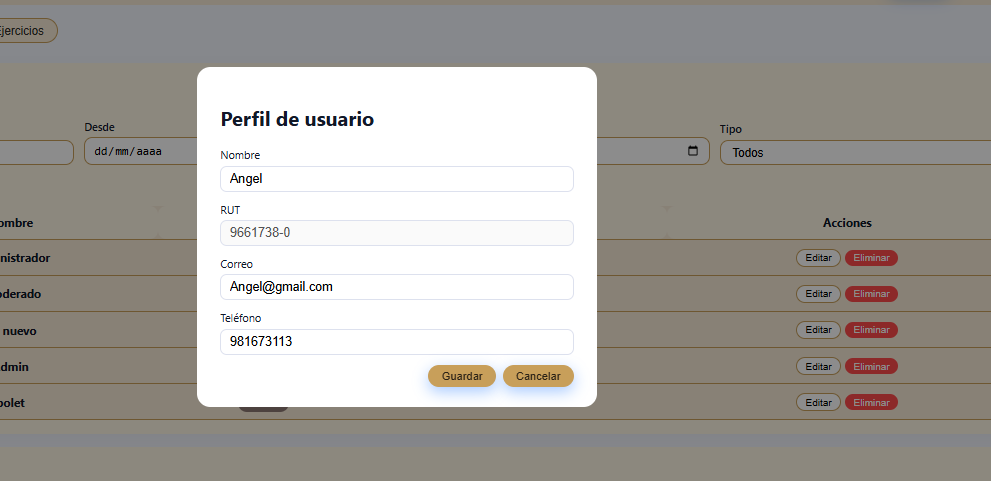 Ejercicios
Desde
dd/mm/aaaa
Tipo
Todos
Perfil de usuario
Nombre
Angel
RUT
9661738-0
Correo
Angel@gmail.com
Teléfono
981673113
Guardar Cancelar
ombre Acciones
nistrador Editar Eliminar
oderado Editar Eliminar
nuevo Editar Eliminar
dmin Editar Eliminar
polet Editar Eliminar